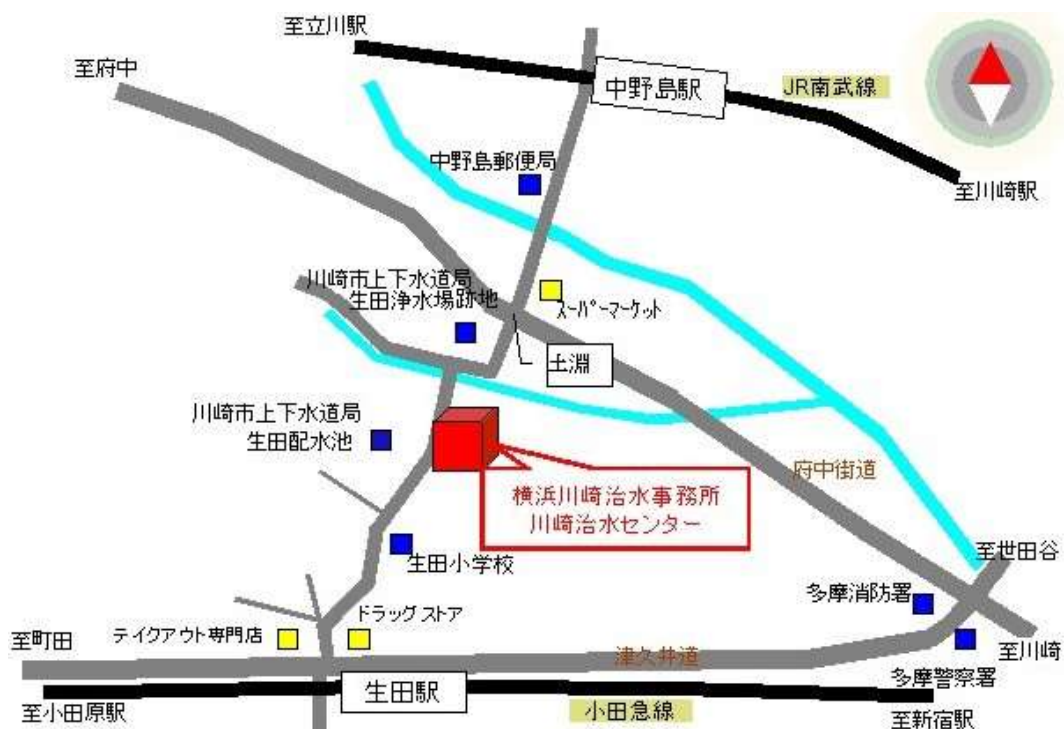 至立川駅
至府中
中野島駅
JR南武線
中野島郵便局
至川崎駅
川崎市上下水道局
生田浄水場跡地
スーパーマーケット
土淵
川崎市上下水道局
生田配水池
府中街道
横浜川崎治水事務所
川崎治水センター
至世田谷
生田小学校
多摩消防署
ドラッグストア
テイクアウト専門店
至町田
津久井道
至川崎
多摩警察署
生田駅
至小田原駅
小田急線
至新宿駅